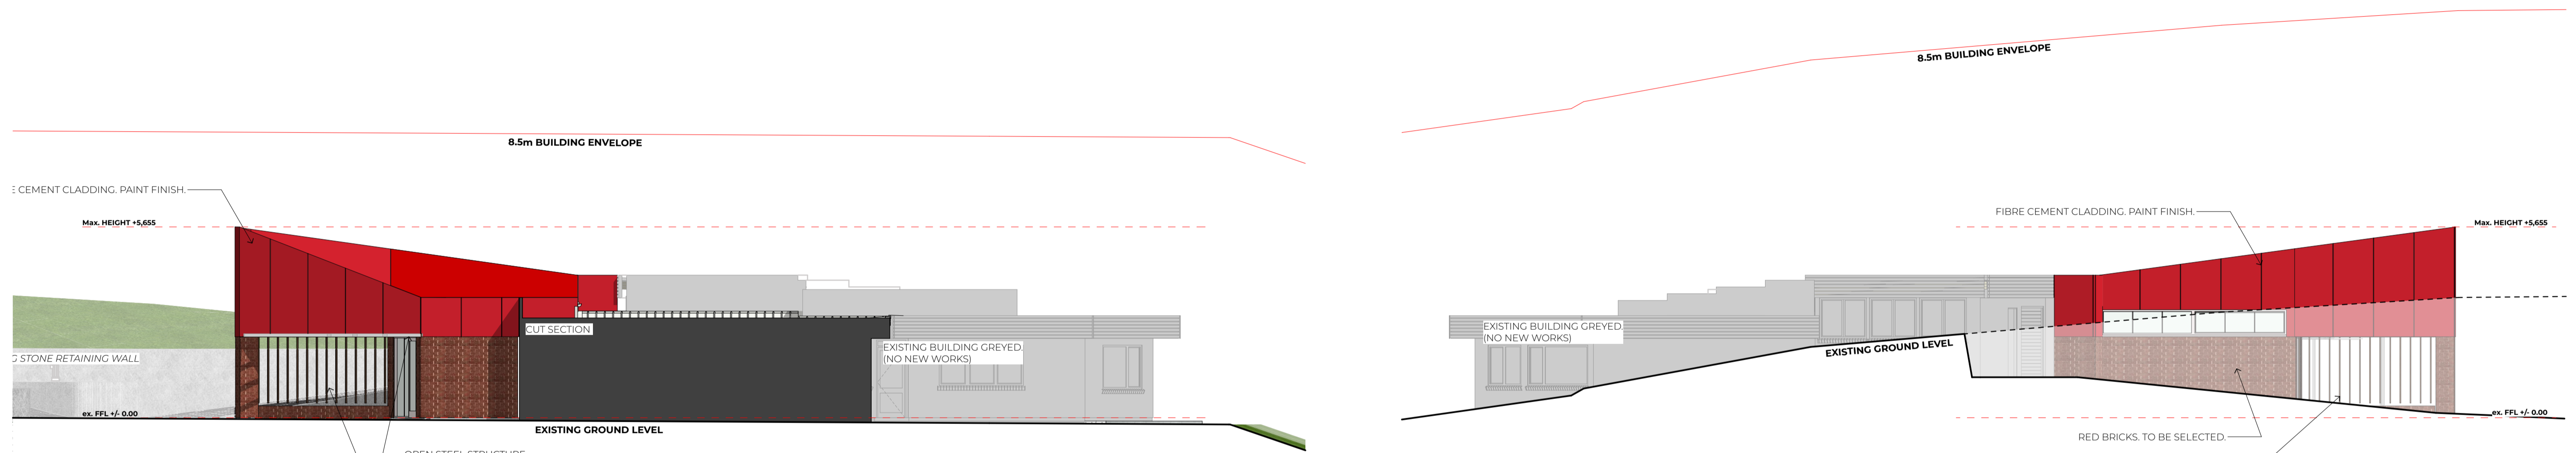 8.5m BUILDING ENVELOPE
E CEMENT CLADDING. PAINT FINISH.
Max. HEIGHT +5,655
CUT SECTION
EXISTING BUILDING GREYED.
(NO NEW WORKS)
G STONE RETAINING WALL
ex. FFL +/- 0.00
EXISTING GROUND LEVEL
OPEN STEEL STRUCTURE
8.5m BUILDING ENVELOPE
FIBRE CEMENT CLADDING. PAINT FINISH.
Max. HEIGHT +5,655
EXISTING BUILDING GREYED.
(NO NEW WORKS)
EXISTING GROUND LEVEL
ex. FFL +/- 0.00
RED BRICKS. TO BE SELECTED.